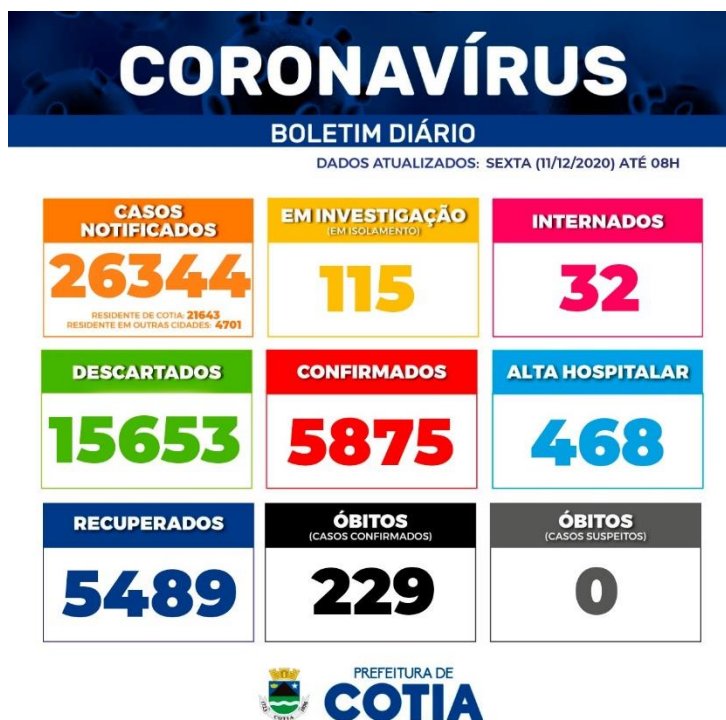 CORONAVÍRUS
BOLETIM DIÁRIO
DADOS ATUALIZADOS: SEXTA (11/12/2020) ATÉ 08H
CASOS
NOTIFICADOS
26344
RESIDENTE DE COTIA: 21643
RESIDENTE EM OUTRAS CIDADES: 4701
EM INVESTIGAÇÃO
(EM ISOLAMENTO)
115
INTERNADOS
32
DESCARTADOS
15653
CONFIRMADOS
5875
ALTA HOSPITALAR
468
RECUPERADOS
5489
ÓBITOS
(CASOS CONFIRMADOS)
229
ÓBITOS
(CASOS SUSPEITOS)
0
PREFEITURA DE
COTIA